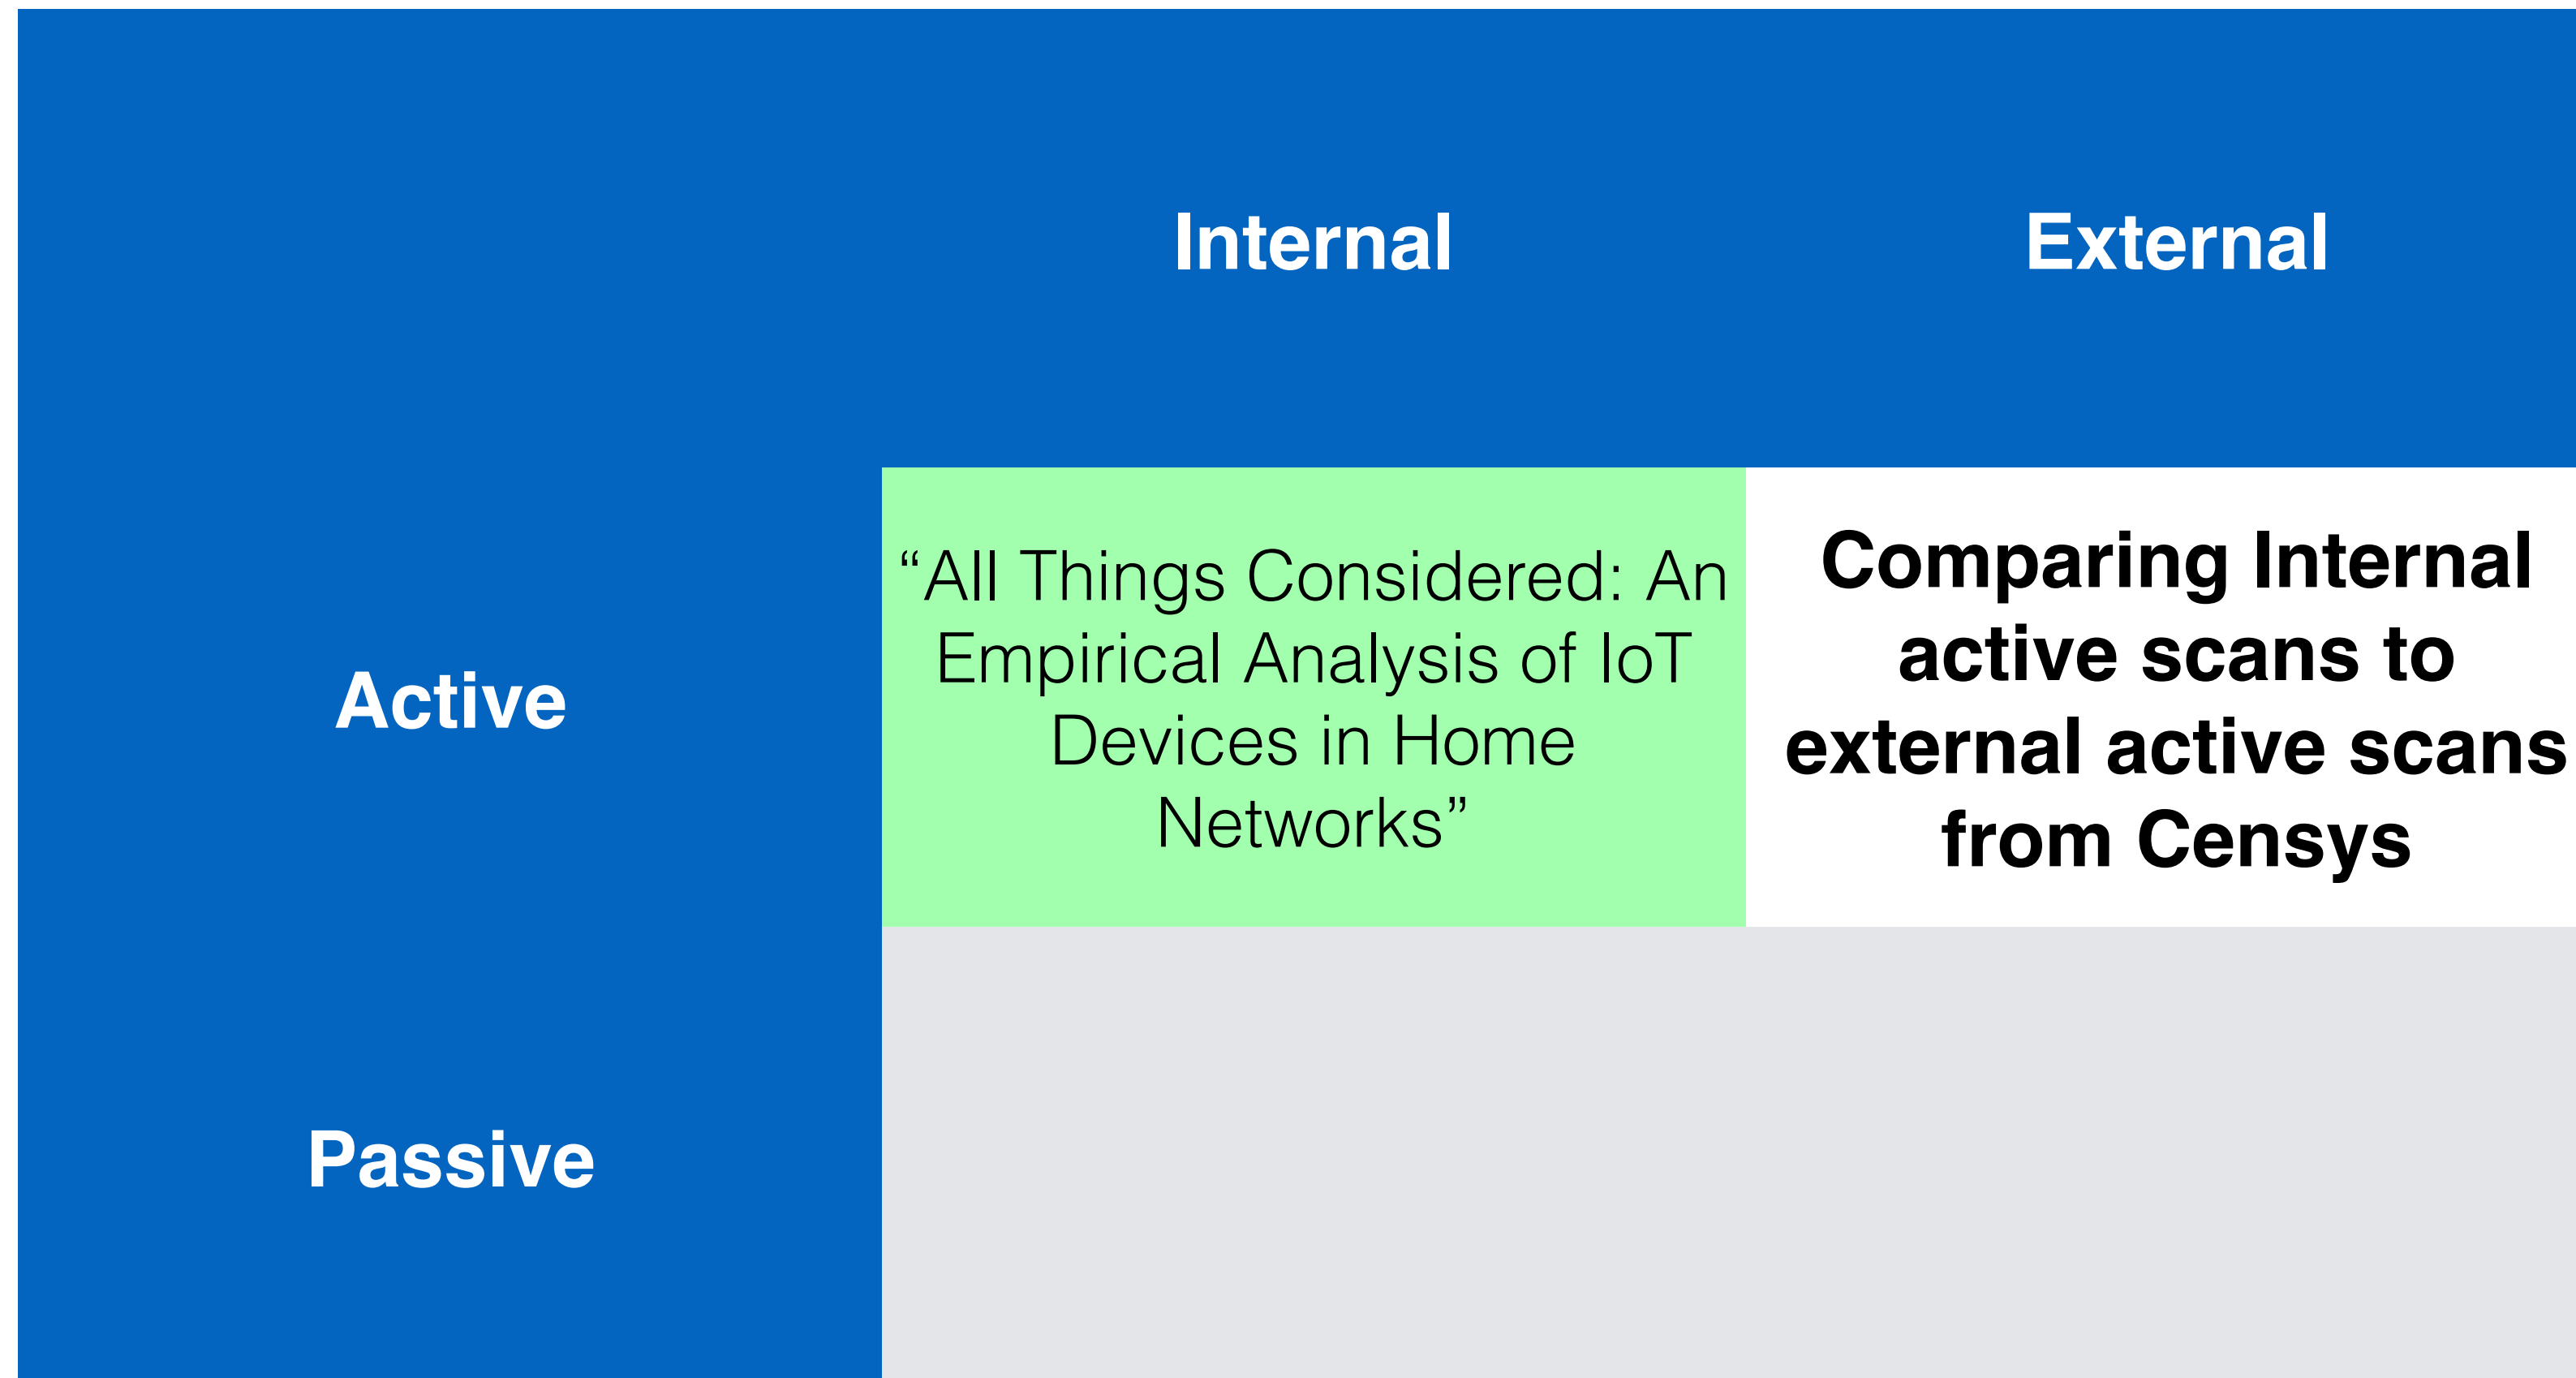 Internal
External
Active
“All Things Considered: An
Empirical Analysis of IoT
Devices in Home
Networks”
Comparing Internal
active scans to
external active scans
from Censys
Passive